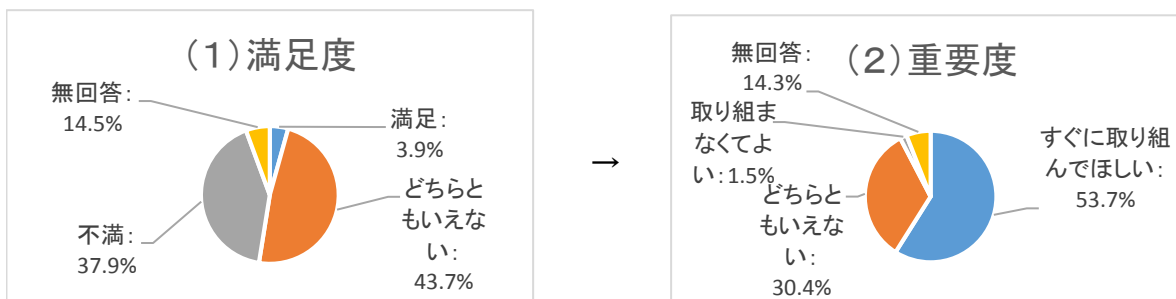 (1)満足度
無回答：
14.5%
満足：
3.9%
どちらと
もいえな
い：
43.7%
不満：
37.9%
→
(2)重要度
無回答：
14.3%
取り組ま
なくてよ
い：1.5%
どちらと
もいえな
い：
30.4%
すぐに取り組
んでほしい：
53.7%